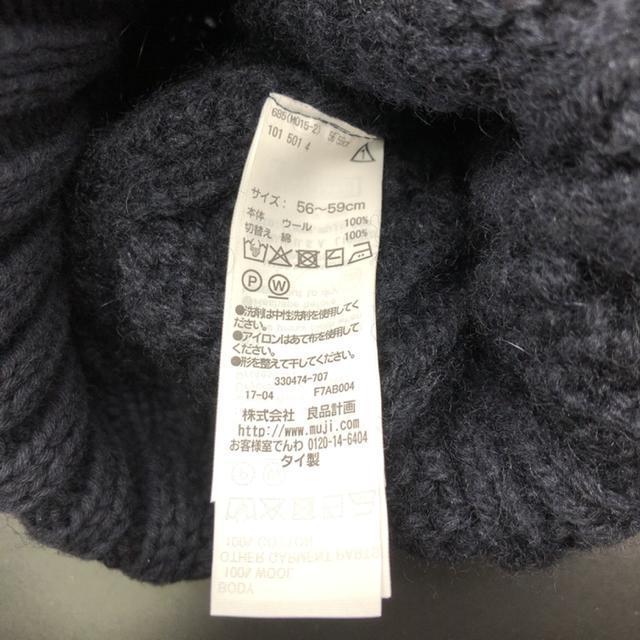 101 501 4
サイズ: 56~59cm
本体 ウール 100%
切替え 綿 100%
P W
●洗剤は中性洗剤を使用してく
ださい。
●アイロンはあて布を使用して
ください。
●形を整えて干してください。
330474-707
17-04 F7AB004
株式会社 良品計画
http://www.muji.com/
お客様室でんわ 0120-14-6404
タイ製
100% COTTON
OTHER GARMENT PARTS
100% WOOL
BODY